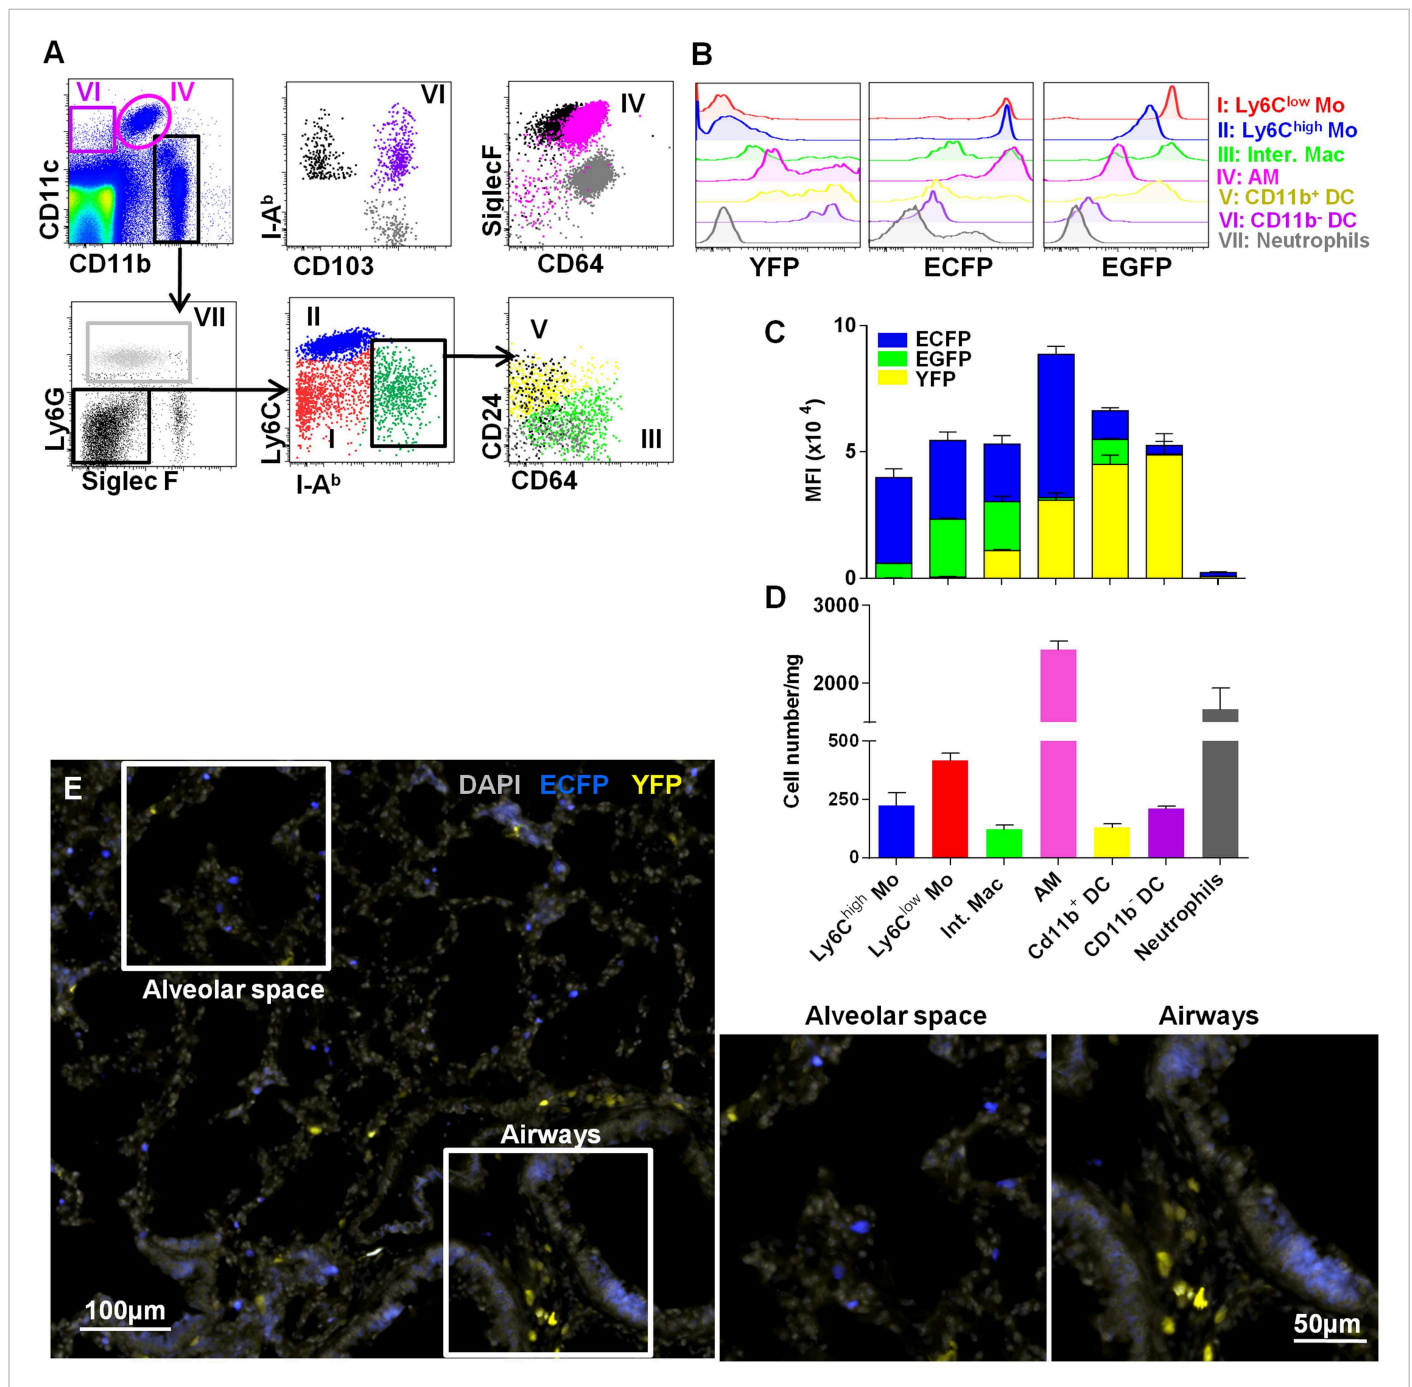 A
VI
IV
CD11c
CD11b
VI
I-Aᵇ
CD103
IV
SiglecF
CD64
VII
Ly6G
Siglec F
II
I
Ly6C
I-Aᵇ
V
III
CD24
CD64
B
YFP
ECFP
EGFP
I: Ly6Cˡᵒʷ Mo
II: Ly6Cʰⁱᵍʰ Mo
III: Inter. Mac
IV: AM
V: CD11b⁺ DC
VI: CD11b⁻ DC
VII: Neutrophils
C
10
5
0
MFI (x10 ⁴)
ECFP
EGFP
YFP
D
3000
2000
500
250
0
Cell number/mg
Ly6Cʰⁱᵍʰ Mo
Ly6Cˡᵒʷ Mo
Int. Mac
AM
Cd11b⁺ DC
CD11b⁻ DC
Neutrophils
E
DAPI ECFP YFP
Alveolar space
Airways
100µm
Alveolar space
Airways
50µm